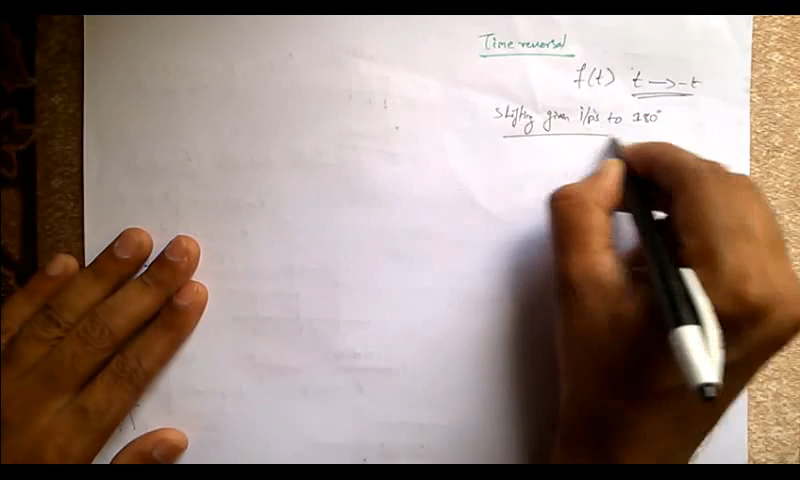 Time reversal
f(t) t → -t
Shifting given i/p's to 180°